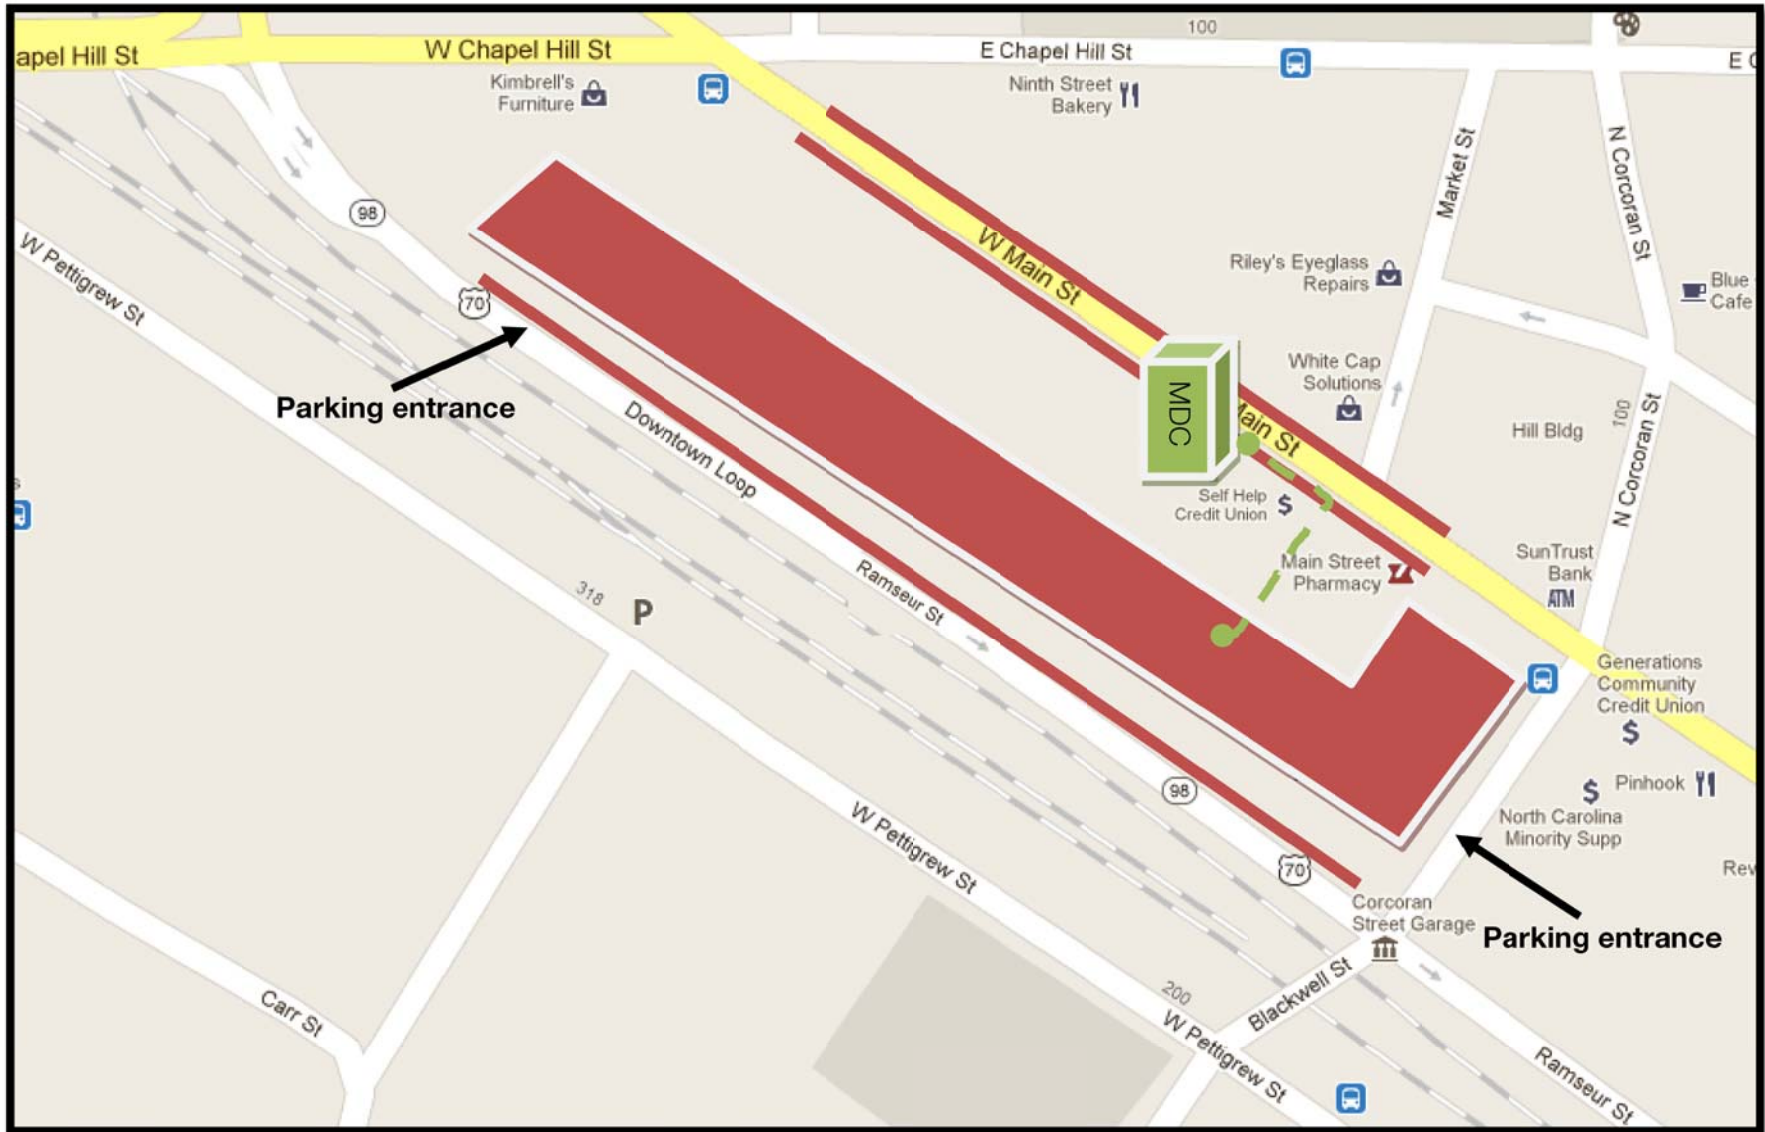 100
apel Hill St
W Chapel Hill St
E Chapel Hill St
E C
Kimbrell's
Furniture
Ninth Street
Bakery
Market St
N Corcoran St
98
W Pettigrew St
W Main St
Riley's Eyeglass
Repairs
Blue
Cafe
70
Parking entrance
White Cap
Solutions
MDC
Main St
100
Hill Bldg
N Corcoran St
Downtown Loop
s
Self Help
Credit Union
$
Main Street
Pharmacy
SunTrust
Bank
ATM
Ramseur St
318
P
Generations
Community
Credit Union
$
98
$
Pinhook
North Carolina
Minority Supp
W Pettigrew St
70
Rev
Corcoran
Street Garage
Parking entrance
Blackwell St
200
Carr St
W Pettigrew St
Ramseur St